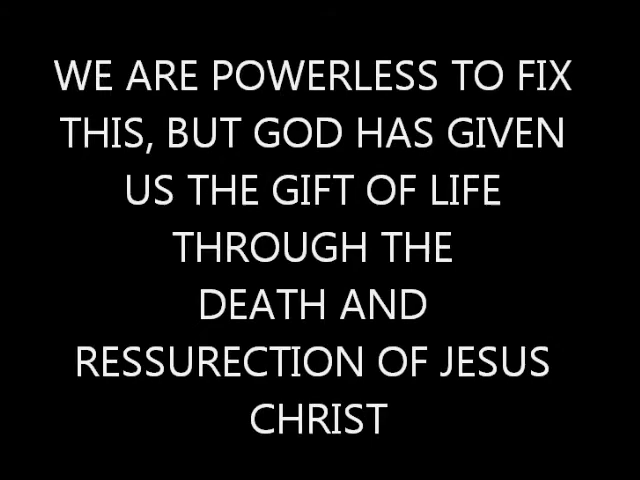 WE ARE POWERLESS TO FIX
THIS, BUT GOD HAS GIVEN
US THE GIFT OF LIFE
THROUGH THE
DEATH AND
RESSURECTION OF JESUS
CHRIST